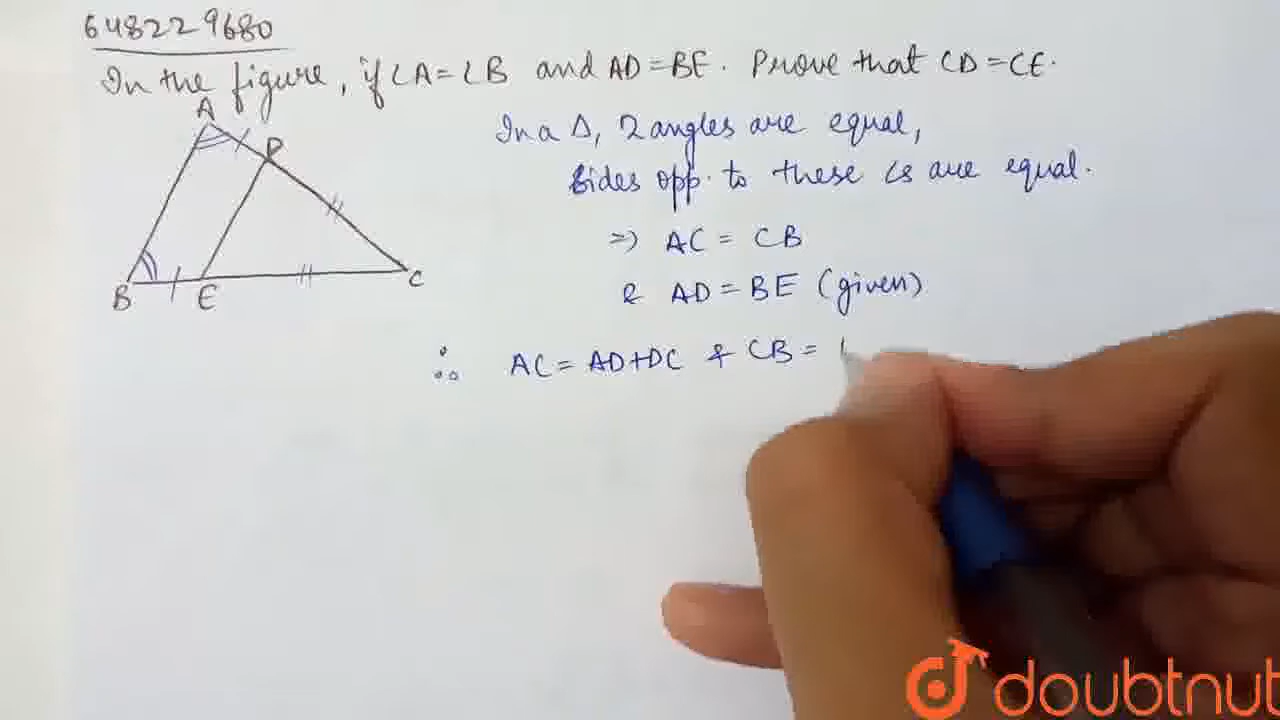 648229680
In the figure, if ∠A=∠B and AD=BE. Prove that CD=CE.
A
D
B
E
C
In a Δ, 2 angles are equal,
Sides opp. to these ∠s are equal.
⇒ AC = CB
& AD = BE (given)
∴ AC = AD+DC & CB =
doubtnut